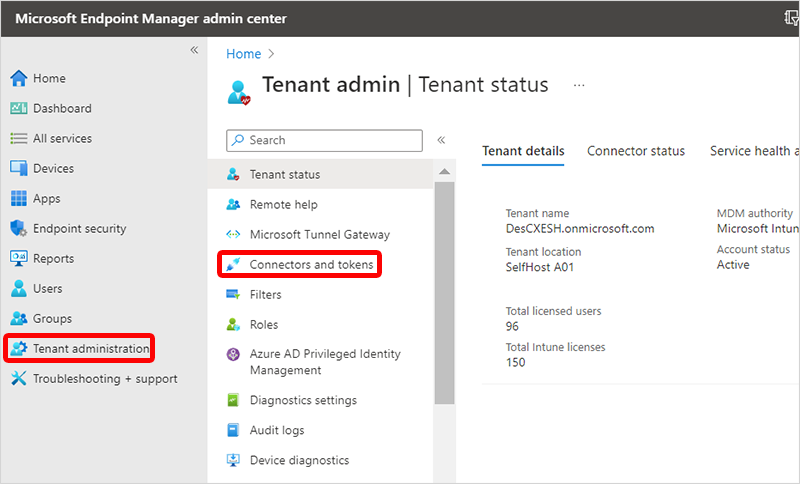 Microsoft Endpoint Manager admin center
Home
Dashboard
All services
Devices
Apps
Endpoint security
Reports
Users
Groups
Tenant administration
Troubleshooting + support
Home
Tenant admin | Tenant status
Search
Tenant status
Remote help
Microsoft Tunnel Gateway
Connectors and tokens
Filters
Roles
Azure AD Privileged Identity
Management
Diagnostics settings
Audit logs
Device diagnostics
Tenant details Connector status Service health a
Tenant name
DesCXESH.onmicrosoft.com
Tenant location
SelfHost A01
Total licensed users
96
Total Intune licenses
150
MDM authority
Microsoft Intun
Account status
Active